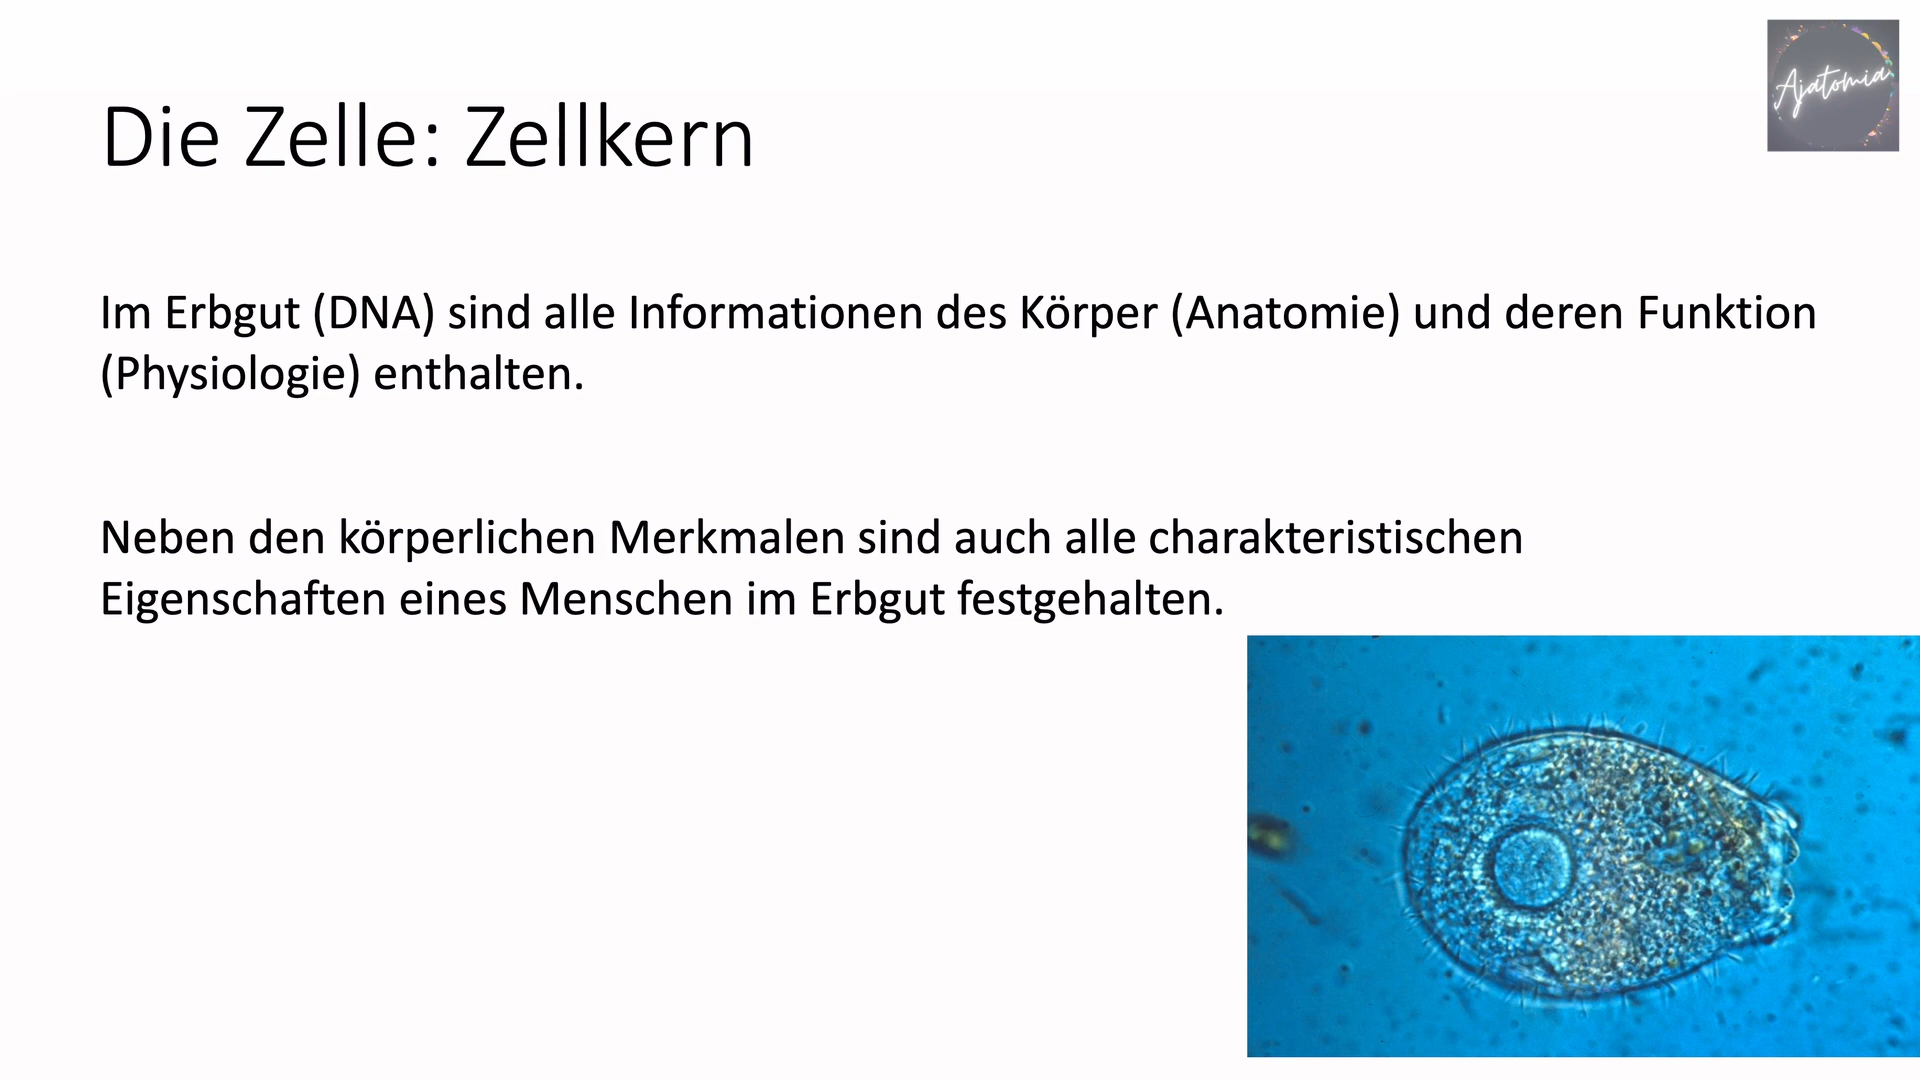 Ajatomia
Die Zelle: Zellkern
Im Erbgut (DNA) sind alle Informationen des Körper (Anatomie) und deren Funktion
(Physiologie) enthalten.
Neben den körperlichen Merkmalen sind auch alle charakteristischen
Eigenschaften eines Menschen im Erbgut festgehalten.